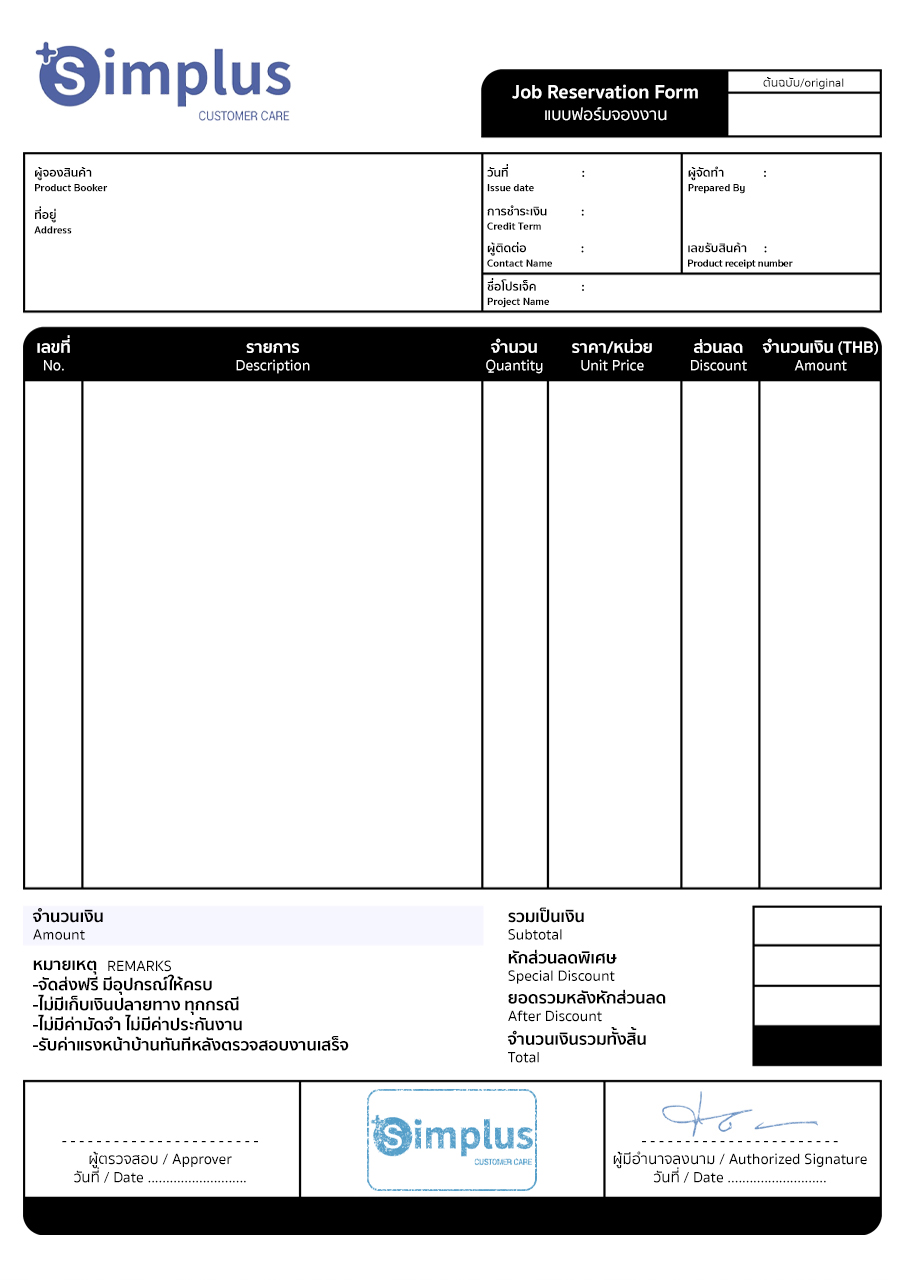 Simplus
CUSTOMER CARE
Job Reservation Form
แบบฟอร์มจองงาน
ต้นฉบับ/original
ผู้จองสินค้า
Product Booker
ที่อยู่
Address
วันที่ :
Issue date
การชำระเงิน :
Credit Term
ผู้ติดต่อ :
Contact Name
ชื่อโปรเจ็ค :
Project Name
ผู้จัดทำ :
Prepared By
เลขรับสินค้า :
Product receipt number
เลขที่ รายการ จำนวน ราคา/หน่วย ส่วนลด จำนวนเงิน (THB)
No. Description Quantity Unit Price Discount Amount
จำนวนเงิน
Amount
หมายเหตุ REMARKS
-จัดส่งฟรี มีอุปกรณ์ให้ครบ
-ไม่มีเก็บเงินปลายทาง ทุกกรณี
-ไม่มีค่ามัดจำ ไม่มีค่าประกันงาน
-รับค่าแรงหน้าบ้านทันทีหลังตรวจสอบงานเสร็จ
รวมเป็นเงิน
Subtotal
หักส่วนลดพิเศษ
Special Discount
ยอดรวมหลังหักส่วนลด
After Discount
จำนวนเงินรวมทั้งสิ้น
Total
ผู้ตรวจสอบ / Approver
วันที่ / Date ...........................
Simplus
CUSTOMER CARE
ผู้มีอำนาจลงนาม / Authorized Signature
วันที่ / Date ...........................